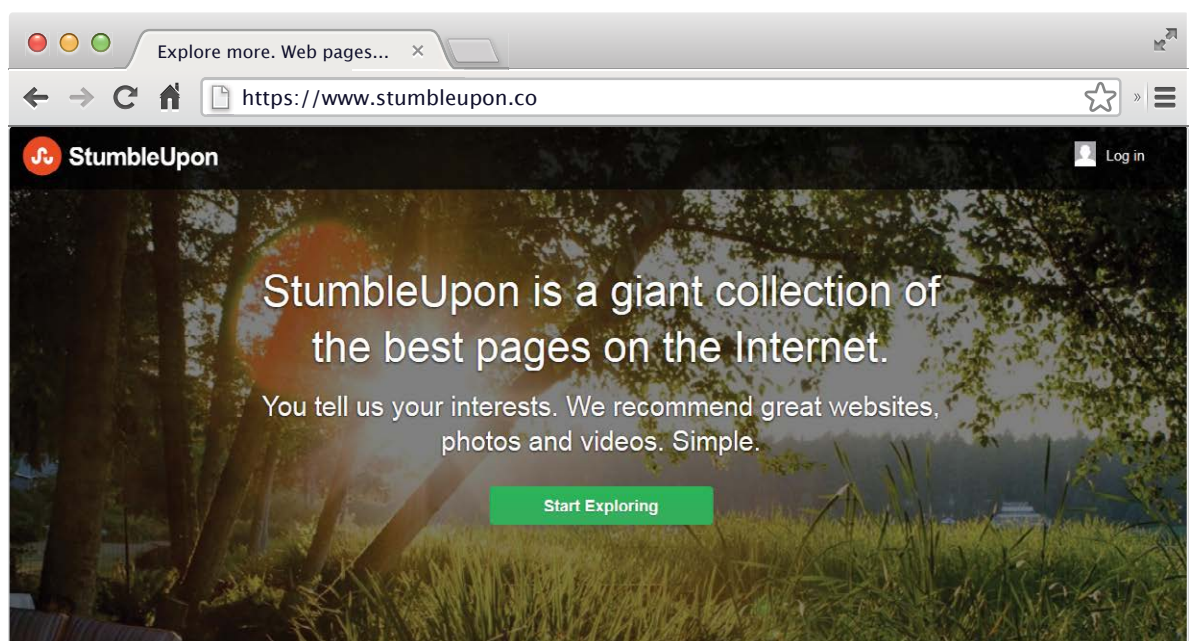 Explore more. Web pages...
https://www.stumbleupon.co
StumbleUpon
Log in
StumbleUpon is a giant collection of
the best pages on the Internet.
You tell us your interests. We recommend great websites,
photos and videos. Simple.
Start Exploring